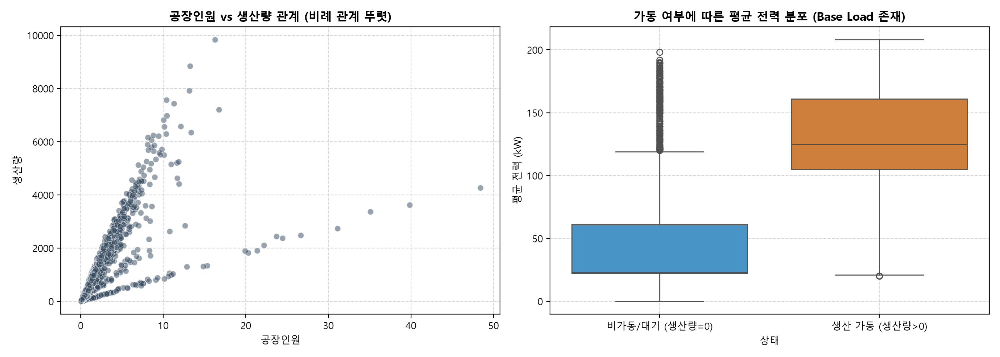 공장인원 vs 생산량 관계 (비례 관계 뚜렷)
10000
8000
6000
4000
2000
0
생산량
0 10 20 30 40 50
공장인원
가동 여부에 따른 평균 전력 분포 (Base Load 존재)
200
150
100
50
0
평균 전력 (kW)
비가동/대기 (생산량=0) 생산 가동 (생산량>0)
상태